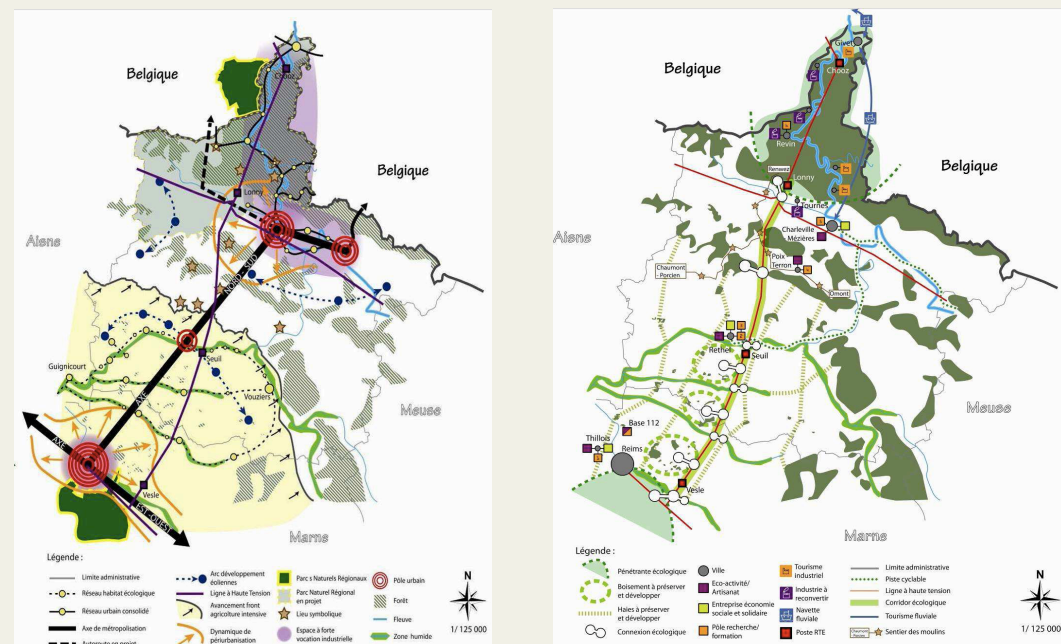 Belgique
Chooz
Belgique
Lonny
Aisne
NORD - SUD
Seuil
Guignicourt
Vouziers
AXE
Meuse
AXE
Vesle
EST-OUEST
Marne
Légende :
Limite administrative
Réseau habitat écologique
Réseau urbain consolidé
Axe de métropolisation
Autoroute en projet
Arc développement
éoliennes
Ligne à Haute Tension
Avancement front
agriculture intensive
Dynamique de
périurbanisation
Parc s Naturels Régionaux
Parc Naturel Régional
en projet
Lieu symbolique
Espace à forte
vocation industrielle
Pôle urbain
Forêt
Fleuve
Zone humide
N
1/ 125 000
Givet
Chooz
Belgique
Revin
Belgique
Renwez
Lonny
Tournes
Charleville
Mézières
Aisne
Poix
Terron
Chaumont
- Porcien
Omont
Rethel
Seuil
Meuse
Base 112
Thillois
Reims
Vesle
Marne
Légende :
Pénétrante écologique
Boisement à préserver
et développer
Haies à préserver
et développer
Connexion écologique
Ville
Eco-activité/
Artisanat
Entreprise économie
sociale et solidaire
Pôle recherche/
formation
Tourisme
industriel
Industrie à
reconvertir
Navette
fluviale
Poste RTE
Limite administrative
Piste cyclable
Ligne à haute tension
Corridor écologique
Tourisme fluviale
Chaumont
- Porcien
Sentier des moulins
N
1/ 125 000